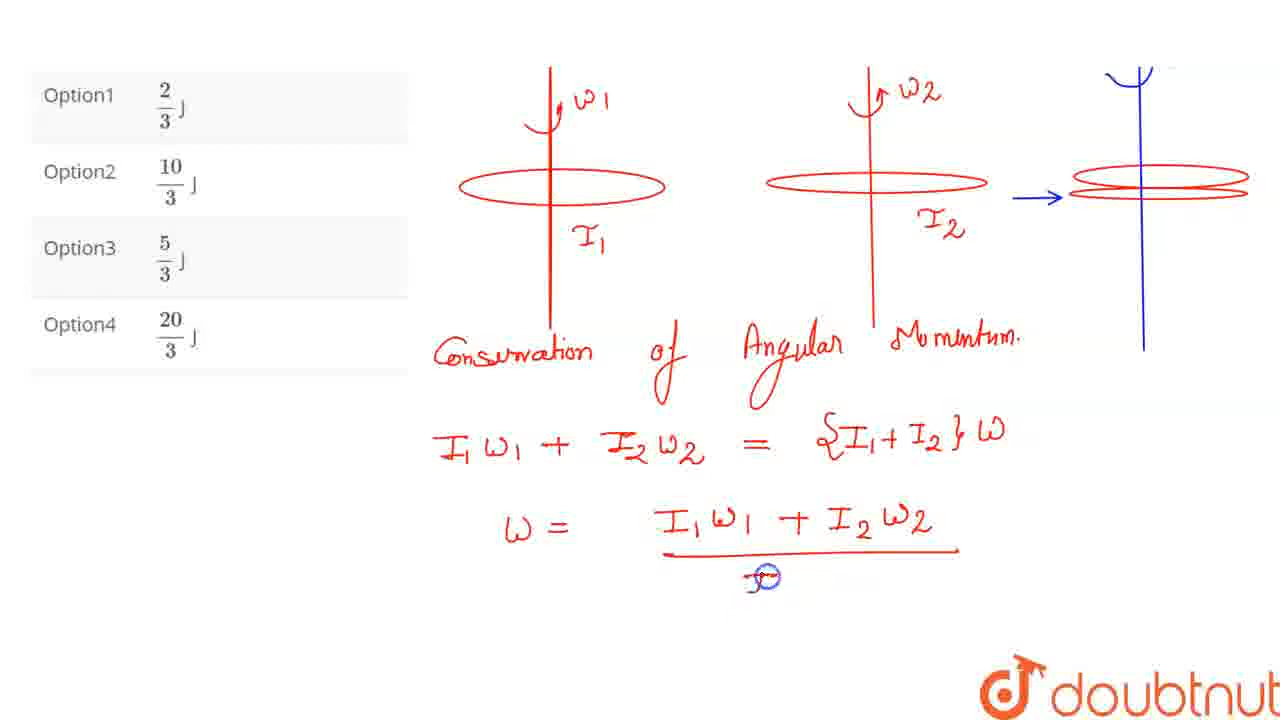 Option1 2/3 J
Option2 10/3 J
Option3 5/3 J
Option4 20/3 J
ω1
ω2
I1
I2
Conservation of Angular Momentum.
I1 ω1 + I2 ω2 = {I1 + I2} ω
ω = I1 ω1 + I2 ω2
I
doubtnut